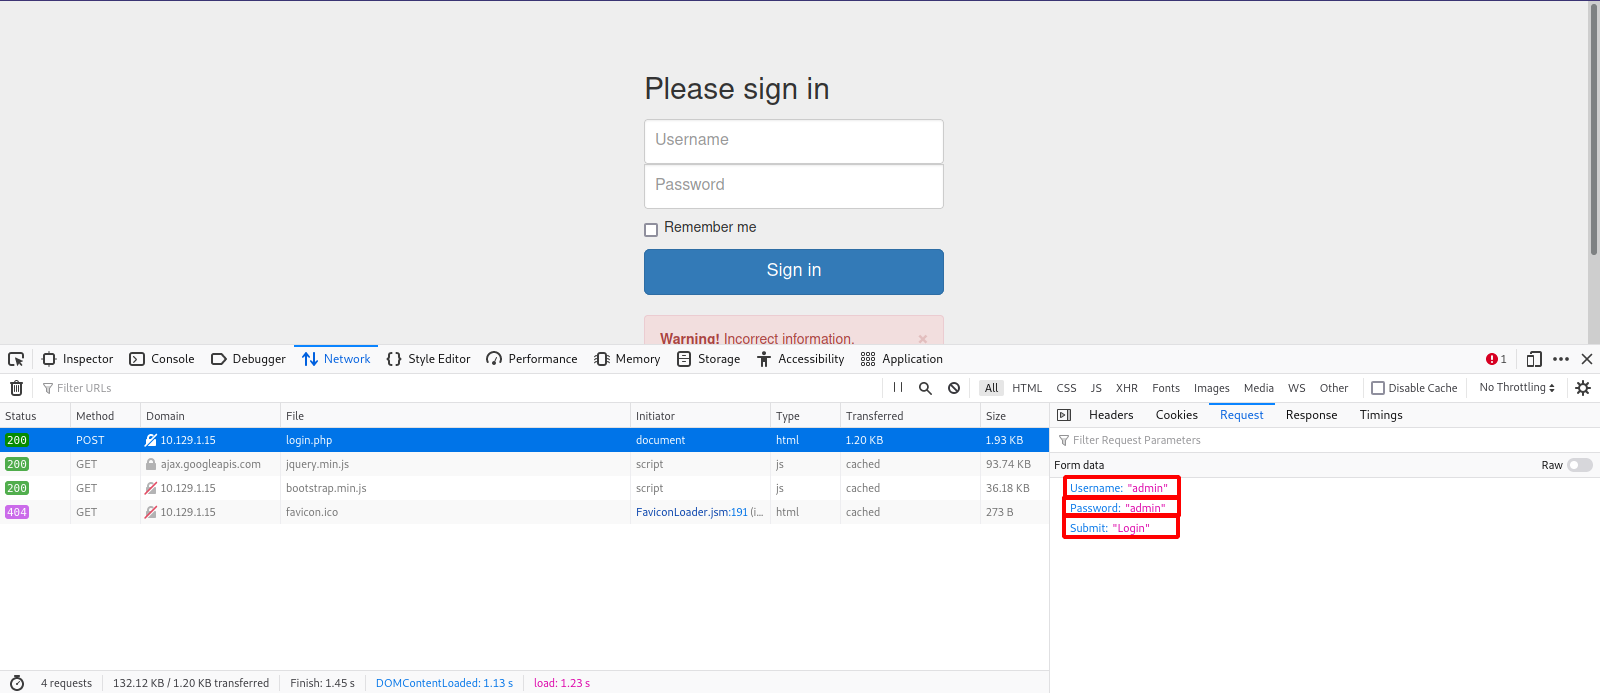 Please sign in
Username
Password
Remember me
Sign in
Warning! Incorrect information. ×
Inspector Console Debugger Network Style Editor Performance Memory Storage Accessibility Application 1
Filter URLs All HTML CSS JS XHR Fonts Images Media WS Other Disable Cache No Throttling
Status Method Domain File Initiator Type Transferred Size
200 POST 10.129.1.15 login.php document html 1.20 KB 1.93 KB
200 GET ajax.googleapis.com jquery.min.js script js cached 93.74 KB
200 GET 10.129.1.15 bootstrap.min.js script js cached 36.18 KB
404 GET 10.129.1.15 favicon.ico FaviconLoader.jsm:191 (i... html cached 273 B
Headers Cookies Request Response Timings
Filter Request Parameters
Form data Raw
Username: "admin"
Password: "admin"
Submit: "Login"
4 requests 132.12 KB / 1.20 KB transferred Finish: 1.45 s DOMContentLoaded: 1.13 s load: 1.23 s